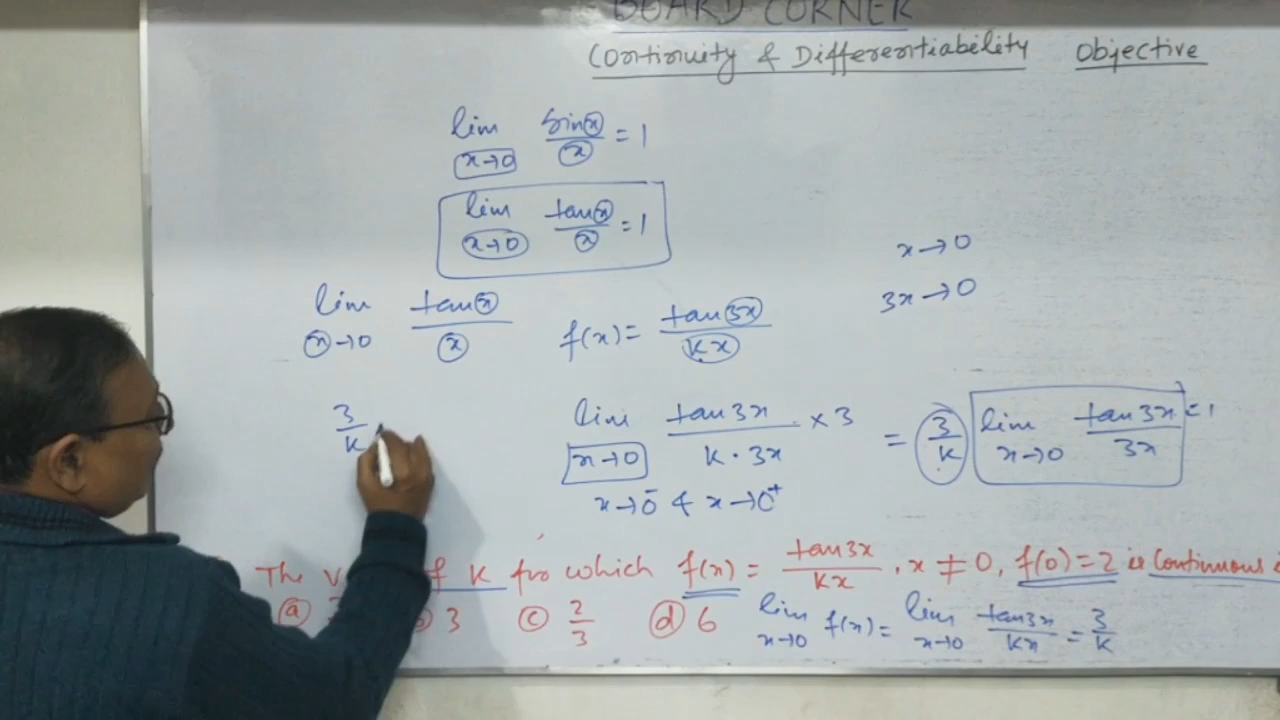 BOARD CORNER
Continuity & Differentiability Objective
lim x→0 sin x / x = 1
lim x→0 tan x / x = 1
x→0
3x→0
lim x→0 tan x / x
f(x) = tan 3x / kx
3/k
lim x→0 tan 3x / k · 3x × 3
= 3/k lim x→0 tan 3x / 3x = 1
x→0⁻ & x→0⁺
The f K fro which f(x) = tan 3x / kx , x ≠ 0, f(0) = 2 is continuous
(a) 3 (c) 2/3 (d) 6
lim x→0 f(x) = lim x→0 tan 3x / kx = 3/k